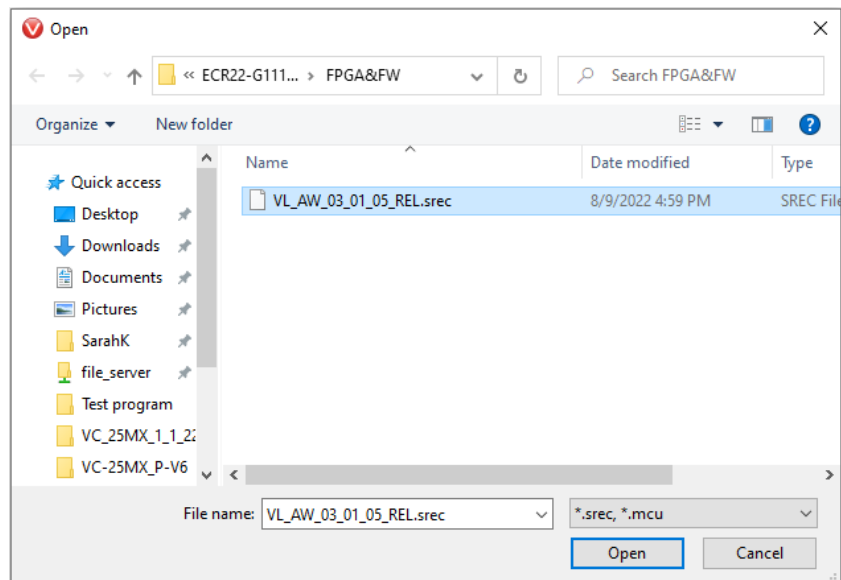 Open
« ECR22-G111... › FPGA&FW
Search FPGA&FW
Organize
New folder
Name
Date modified
Type
Quick access
Desktop
Downloads
Documents
Pictures
SarahK
file_server
Test program
VC_25MX_1_1_22
VC-25MX_P-V6
VL_AW_03_01_05_REL.srec
8/9/2022 4:59 PM
SREC File
File name:
VL_AW_03_01_05_REL.srec
*.srec, *.mcu
Open
Cancel